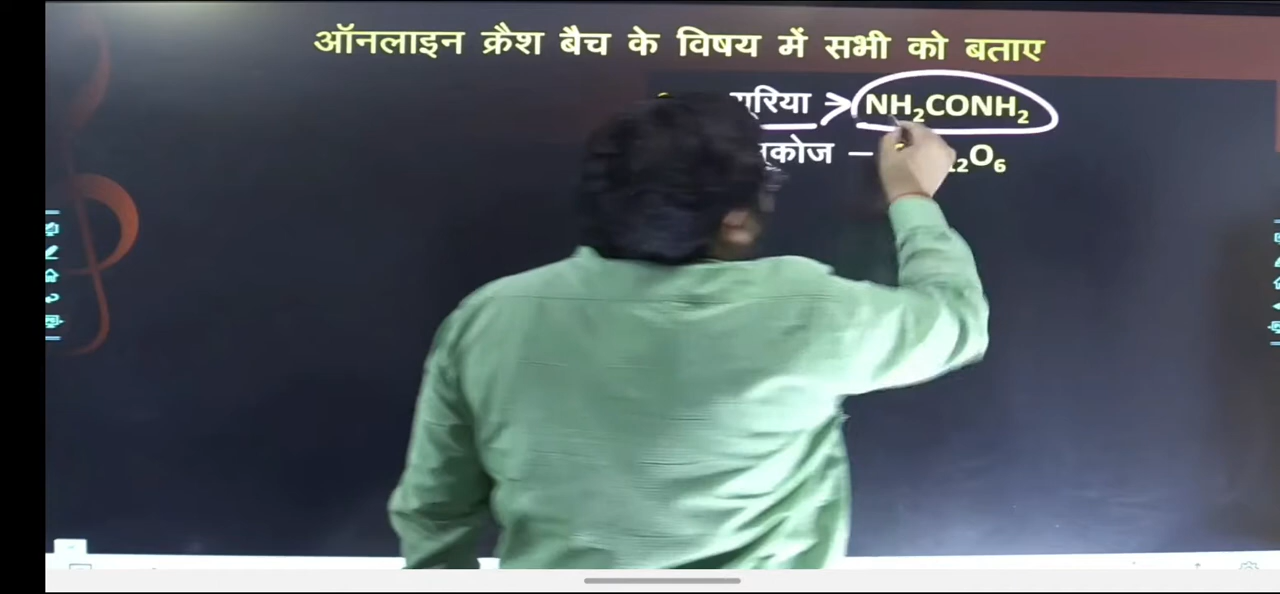 ऑनलाइन क्रैश बैच के विषय में सभी को बताए
NH₂CONH₂
O₆